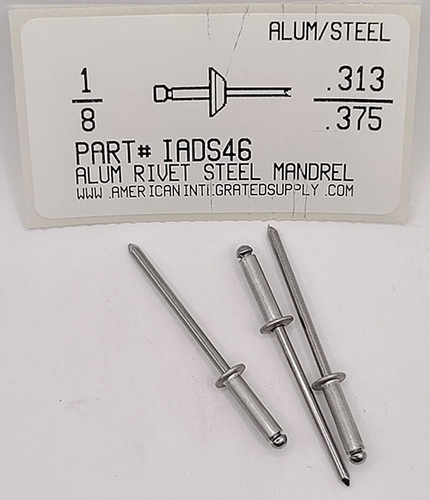 ALUM/STEEL
1/8
.313
.375
PART# IADS46
ALUM RIVET STEEL MANDREL
WWW.AMERICANINTEGRATEDSUPPLY.COM